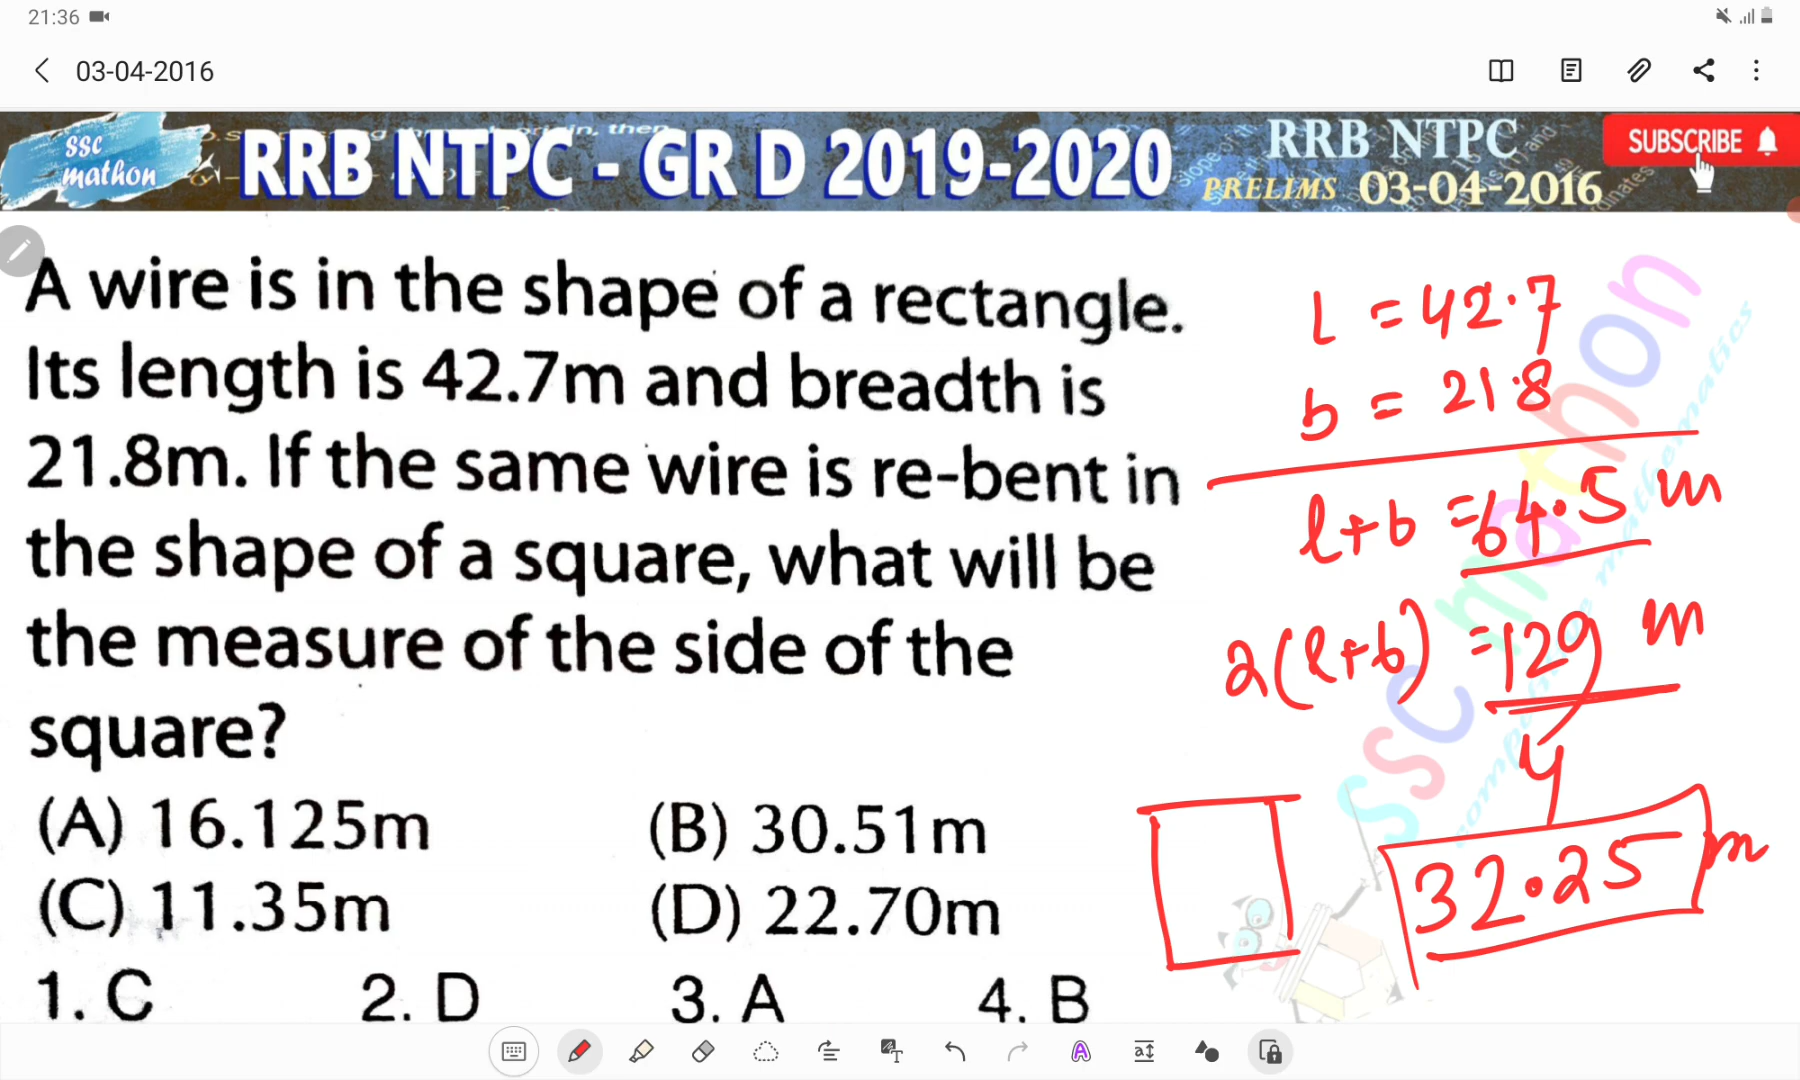 21:36
03-04-2016
ssc mathon
RRB NTPC - GR D 2019-2020
RRB NTPC
PRELIMS 03-04-2016
SUBSCRIBE
A wire is in the shape of a rectangle.
Its length is 42.7m and breadth is
21.8m. If the same wire is re-bent in
the shape of a square, what will be
the measure of the side of the
square?
(A) 16.125m (B) 30.51m
(C) 11.35m (D) 22.70m
1. C 2. D 3. A 4. B
l = 42.7
b = 21.8
l+b = 64.5 m
2(l+b) = 129 m
4
32.25 m
ssc mathon